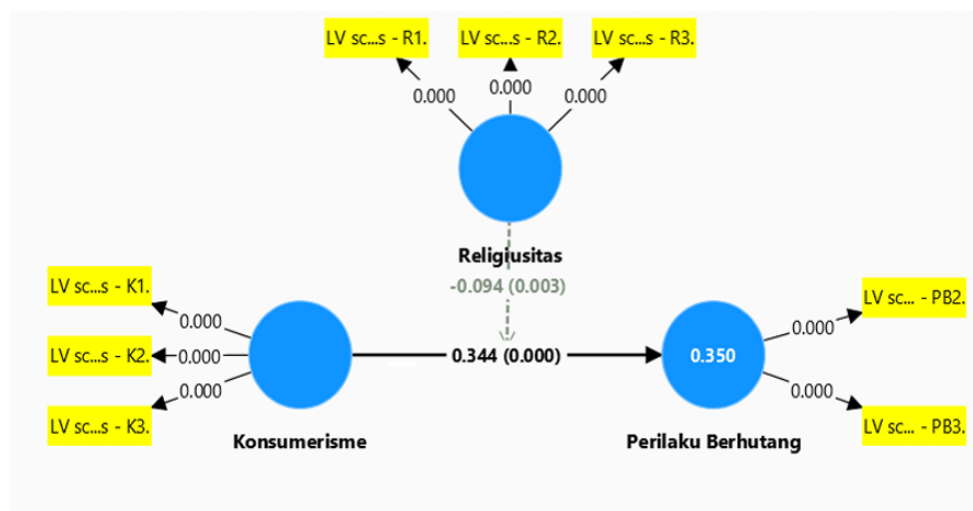 LV sc...s - R1.
LV sc...s - R2.
LV sc...s - R3.
0.000
0.000
0.000
Religiusitas
-0.094 (0.003)
LV sc...s - K1.
LV sc...s - K2.
LV sc...s - K3.
0.000
0.000
0.000
Konsumerisme
0.344 (0.000)
0.350
Perilaku Berhutang
0.000
0.000
LV sc... - PB2.
LV sc... - PB3.